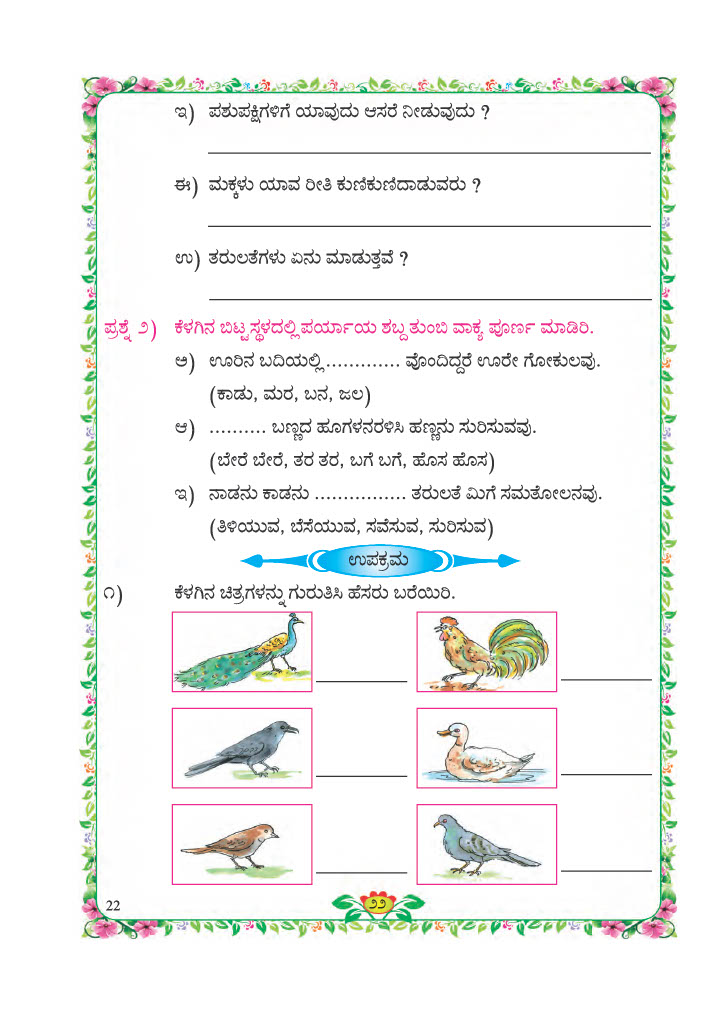 ಇ) ಪಶುಪಕ್ಷಿಗಳಿಗೆ ಯಾವುದು ಆಸರೆ ನೀಡುವುದು ?
ಈ) ಮಕ್ಕಳು ಯಾವ ರೀತಿ ಕುಣಿಕುಣಿದಾಡುವರು ?
ಉ) ತರುಲತೆಗಳು ಏನು ಮಾಡುತ್ತವೆ ?
ಪ್ರಶ್ನೆ ೨) ಕೆಳಗಿನ ಬಿಟ್ಟಸ್ಥಳದಲ್ಲಿ ಪರ್ಯಾಯ ಶಬ್ದ ತುಂಬಿ ವಾಕ್ಯ ಪೂರ್ಣ ಮಾಡಿರಿ.
ಅ) ಊರಿನ ಬದಿಯಲ್ಲಿ ............. ವೊಂದಿದ್ದರೆ ಊರೇ ಗೋಕುಲವು.
(ಕಾಡು, ಮರ, ಬನ, ಜಲ)
ಆ) .......... ಬಣ್ಣದ ಹೂಗಳನರಳಿಸಿ ಹಣ್ಣನು ಸುರಿಸುವವು.
(ಬೇರೆ ಬೇರೆ, ತರ ತರ, ಬಗೆ ಬಗೆ, ಹೊಸ ಹೊಸ)
ಇ) ನಾಡನು ಕಾಡನು ................ ತರುಲತೆ ಮಿಗೆ ಸಮತೋಲನವು.
(ತಿಳಿಯುವ, ಬೆಸೆಯುವ, ಸವೆಸುವ, ಸುರಿಸುವ)
ಉಪಕ್ರಮ
೧) ಕೆಳಗಿನ ಚಿತ್ರಗಳನ್ನು ಗುರುತಿಸಿ ಹೆಸರು ಬರೆಯಿರಿ.
22
೨೨